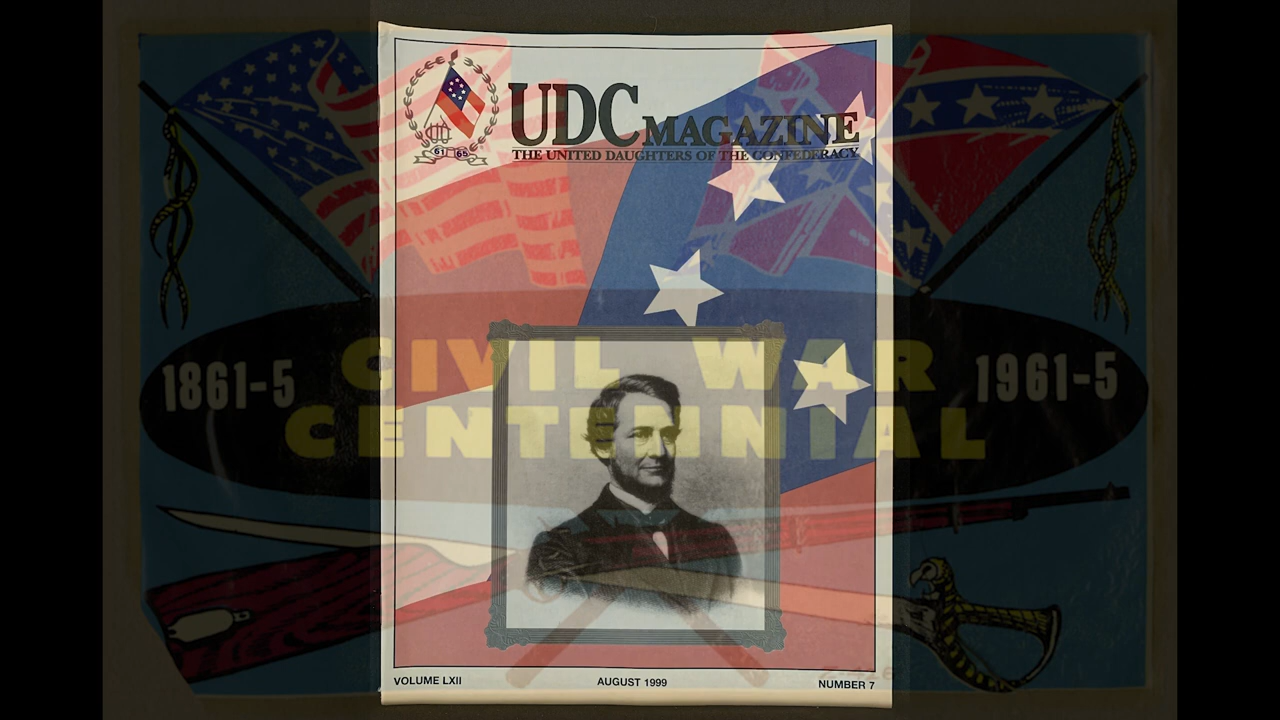 UDC MAGAZINE
THE UNITED DAUGHTERS OF THE CONFEDERACY
61 65
1861-5 CIVIL WAR 1961-5
CENTENNIAL
VOLUME LXII AUGUST 1999 NUMBER 7